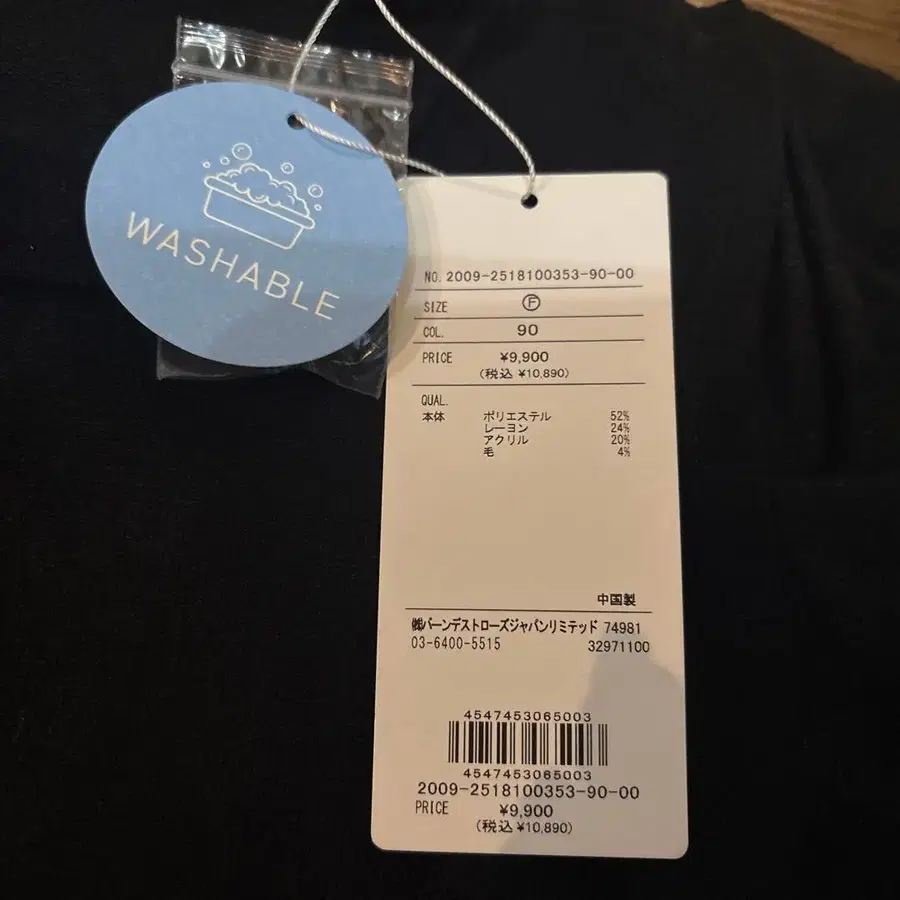 WASHABLE
NO. 2009-2518100353-90-00
SIZE Ⓕ
COL. 90
PRICE ¥9,900
(税込 ¥10,890)
QUAL.
本体 ポリエステル 52%
レーヨン 24%
アクリル 20%
毛 4%
中国製
㈱バーンデストローズジャパンリミテッド 74981
03-6400-5515 32971100
4547453065003
4547453065003
2009-2518100353-90-00
PRICE ¥9,900
(税込 ¥10,890)